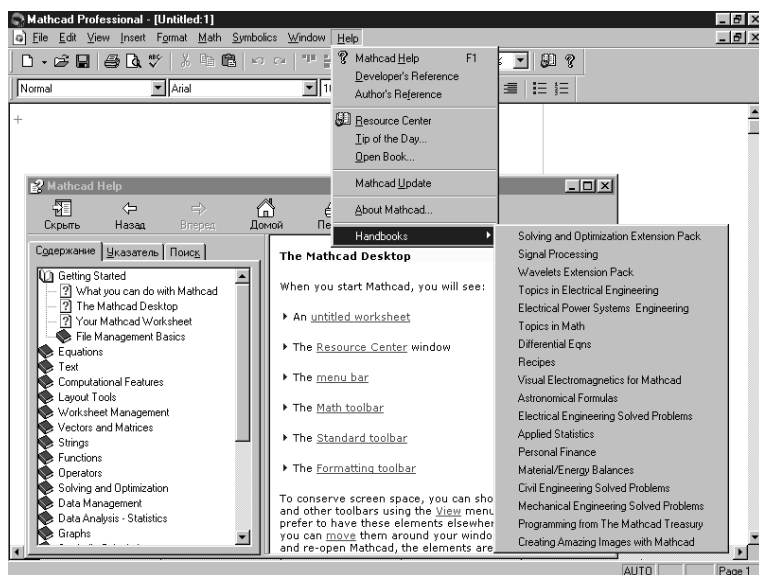 Mathcad Professional - [Untitled:1]
File Edit View Insert Format Math Symbolics Window Help
Normal Arial
Mathcad Help F1
Developer's Reference
Author's Reference
Resource Center
Tip of the Day...
Open Book...
Mathcad Update
About Mathcad...
Handbooks
Solving and Optimization Extension Pack
Signal Processing
Wavelets Extension Pack
Topics in Electrical Engineering
Electrical Power Systems Engineering
Topics in Math
Differential Eqns
Recipes
Visual Electromagnetics for Mathcad
Astronomical Formulas
Electrical Engineering Solved Problems
Applied Statistics
Personal Finance
Material/Energy Balances
Civil Engineering Solved Problems
Mechanical Engineering Solved Problems
Programming from The Mathcad Treasury
Creating Amazing Images with Mathcad
Mathcad Help
Скрыть Назад Вперед Домой
Содержание Указатель Поиск
Getting Started
What you can do with Mathcad
The Mathcad Desktop
Your Mathcad Worksheet
File Management Basics
Equations
Text
Computational Features
Layout Tools
Worksheet Management
Vectors and Matrices
Strings
Functions
Operators
Solving and Optimization
Data Management
Data Analysis - Statistics
Graphs
The Mathcad Desktop
When you start Mathcad, you will see:
An untitled worksheet
The Resource Center window
The menu bar
The Math toolbar
The Standard toolbar
The Formatting toolbar
To conserve screen space, you can sho
and other toolbars using the View menu
prefer to have these elements elsewher
you can move them around your windo
and re-open Mathcad, the elements are
AUTO Page 1